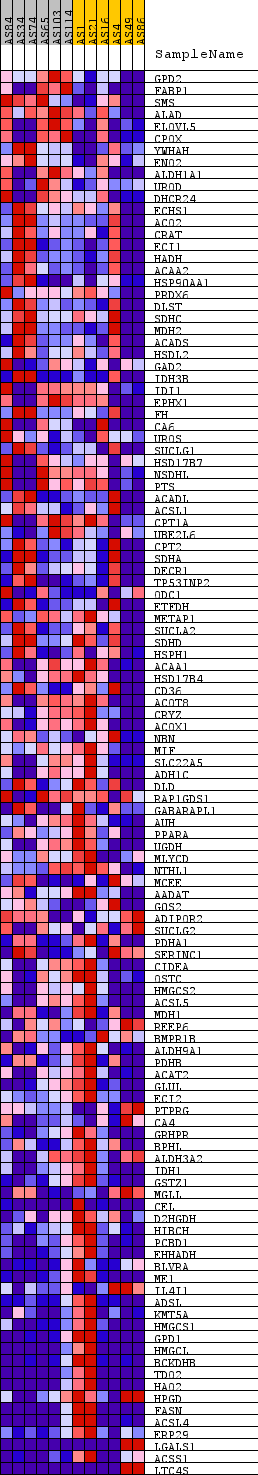 AS84
AS34
AS74
AS65
AS103
AS114
AS1
AS21
AS16
AS4
AS49
AS86
SampleName
GPD2
FABP1
SMS
ALAD
ELOVL5
CPOX
YWHAH
ENO2
ALDH1A1
UROD
DHCR24
ECHS1
ACO2
CRAT
ECI1
HADH
ACAA2
HSP90AA1
PRDX6
DLST
SDHC
MDH2
ACADS
HSDL2
GAD2
IDH3B
IDI1
EPHX1
FH
CA6
UROS
SUCLG1
HSD17B7
NSDHL
PTS
ACADL
ACSL1
CPT1A
UBE2L6
CPT2
SDHA
DECR1
TP53INP2
ODC1
ETFDH
METAP1
SUCLA2
SDHD
HSPH1
ACAA1
HSD17B4
CD36
ACOT8
CRYZ
ACOX1
NBN
MIF
SLC22A5
ADH1C
DLD
RAP1GDS1
GABARAPL1
AUH
PPARA
UGDH
MLYCD
NTHL1
MCEE
AADAT
G0S2
ADIPOR2
SUCLG2
PDHA1
SERINC1
CIDEA
OSTC
HMGCS2
ACSL5
MDH1
REEP6
BMPR1B
ALDH9A1
PDHB
ACAT2
GLUL
ECI2
PTPRG
CA4
GRHPR
BPHL
ALDH3A2
IDH1
GSTZ1
MGLL
CEL
D2HGDH
HIBCH
PCBD1
EHHADH
BLVRA
ME1
IL4I1
ADSL
KMT5A
HMGCS1
GPD1
HMGCL
BCKDHB
TDO2
HAO2
HPGD
FASN
ACSL4
ERP29
LGALS1
ACSS1
LTC4S